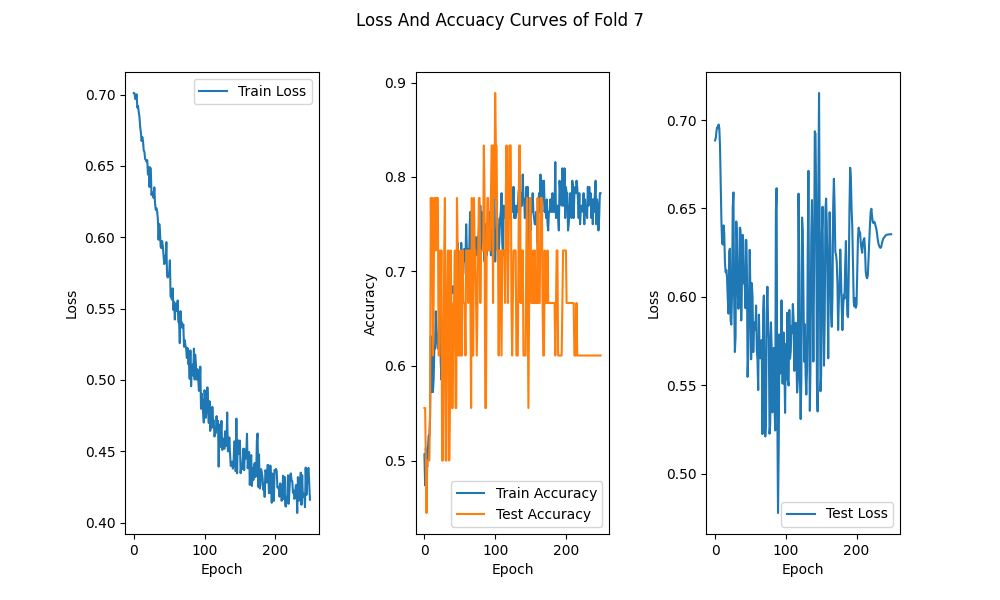 Loss And Accuacy Curves of Fold 7
Loss
0.70
0.65
0.60
0.55
0.50
0.45
0.40
0
100
200
Epoch
Train Loss
Accuracy
0.9
0.8
0.7
0.6
0.5
0
100
200
Epoch
Train Accuracy
Test Accuracy
Loss
0.70
0.65
0.60
0.55
0.50
0
100
200
Epoch
Test Loss